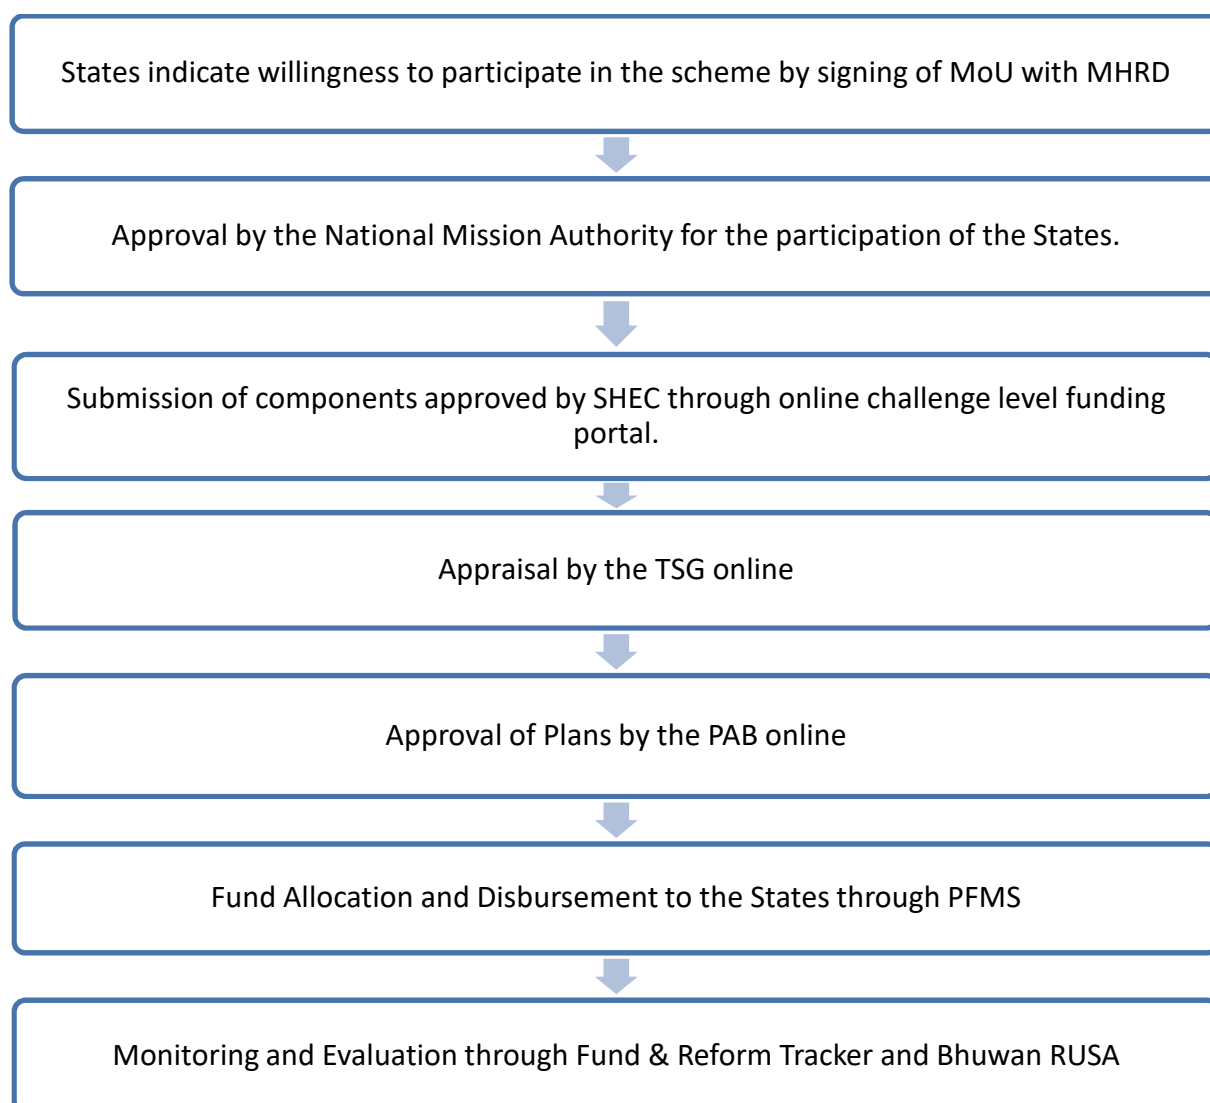 States indicate willingness to participate in the scheme by signing of MoU with MHRD
Approval by the National Mission Authority for the participation of the States.
Submission of components approved by SHEC through online challenge level funding
portal.
Appraisal by the TSG online
Approval of Plans by the PAB online
Fund Allocation and Disbursement to the States through PFMS
Monitoring and Evaluation through Fund & Reform Tracker and Bhuwan RUSA